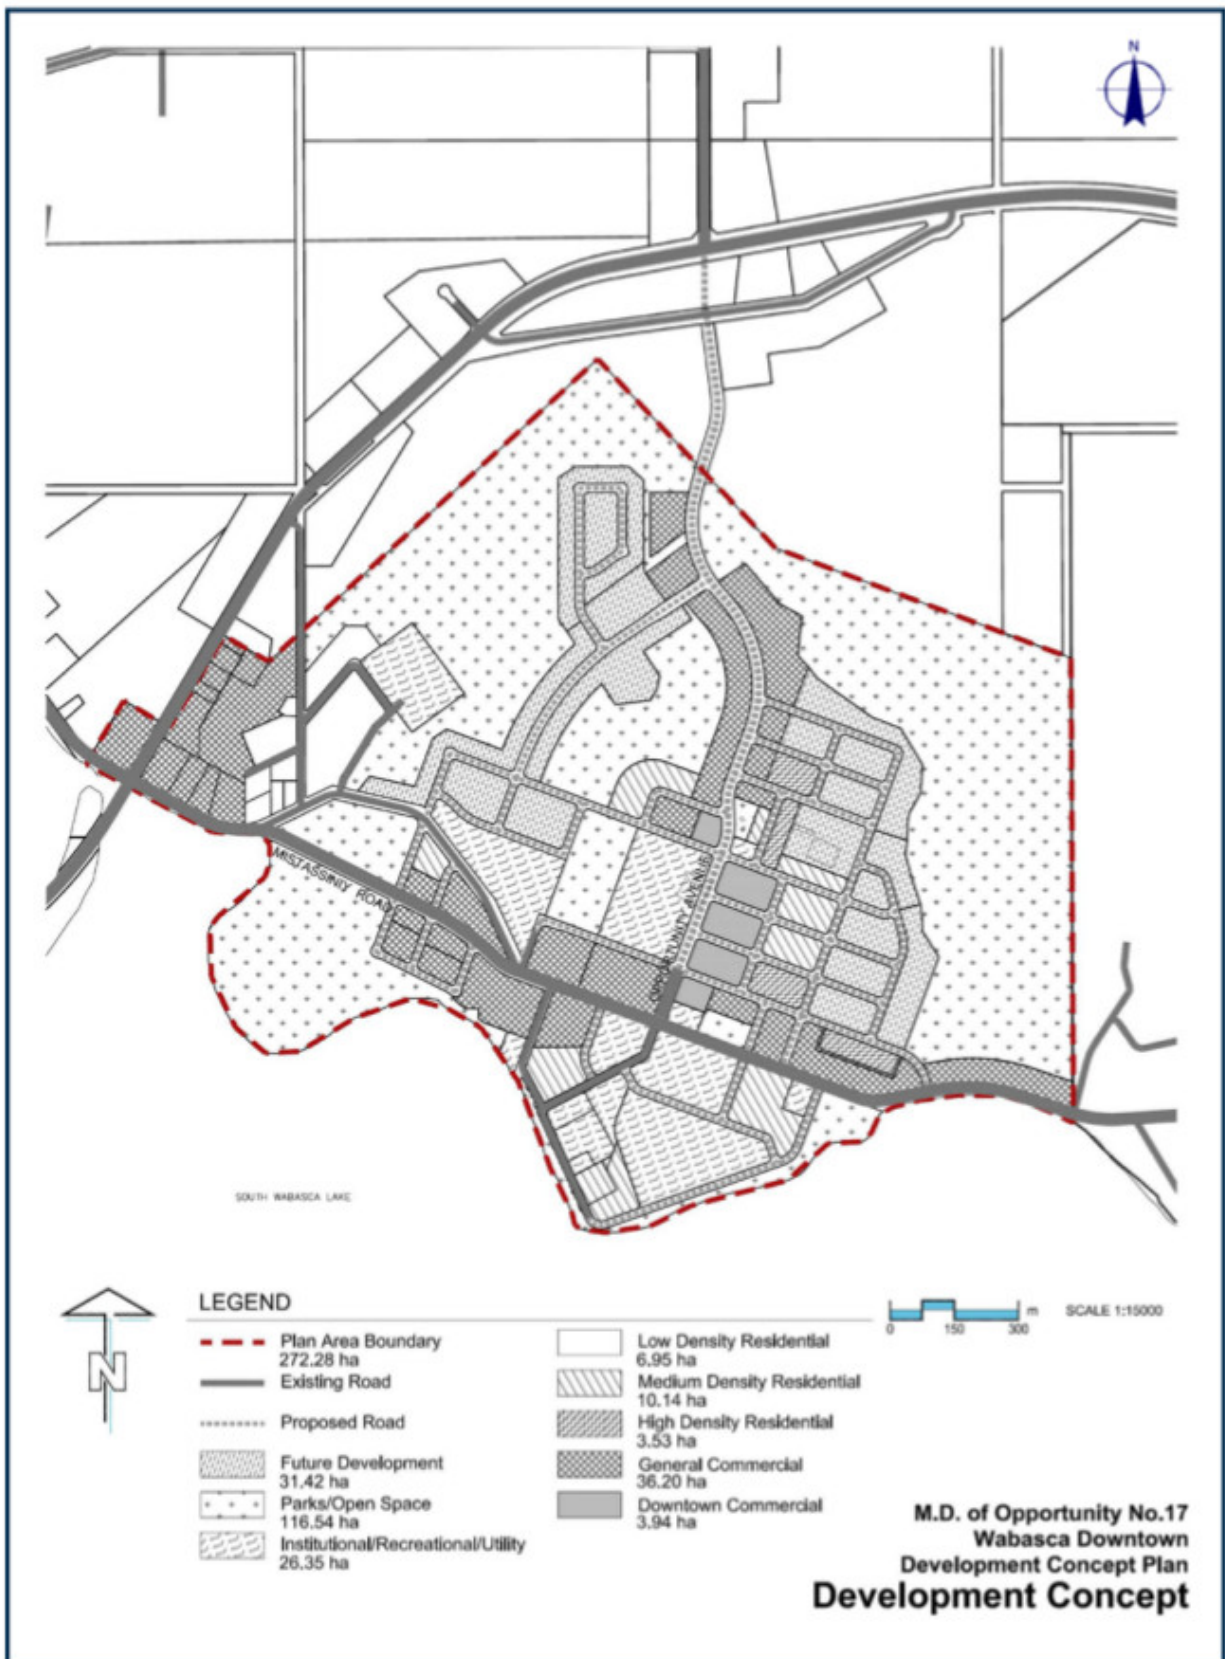 N
MISTASSINIY ROAD
OPPORTUNITY AVENUE
SOUTH WABASCA LAKE
N
LEGEND
Plan Area Boundary
272.28 ha
Existing Road
Proposed Road
Future Development
31.42 ha
Parks/Open Space
116.54 ha
Institutional/Recreational/Utility
26.35 ha
Low Density Residential
6.95 ha
Medium Density Residential
10.14 ha
High Density Residential
3.53 ha
General Commercial
36.20 ha
Downtown Commercial
3.94 ha
0 150 300 m
SCALE 1:15000
M.D. of Opportunity No.17
Wabasca Downtown
Development Concept Plan
Development Concept